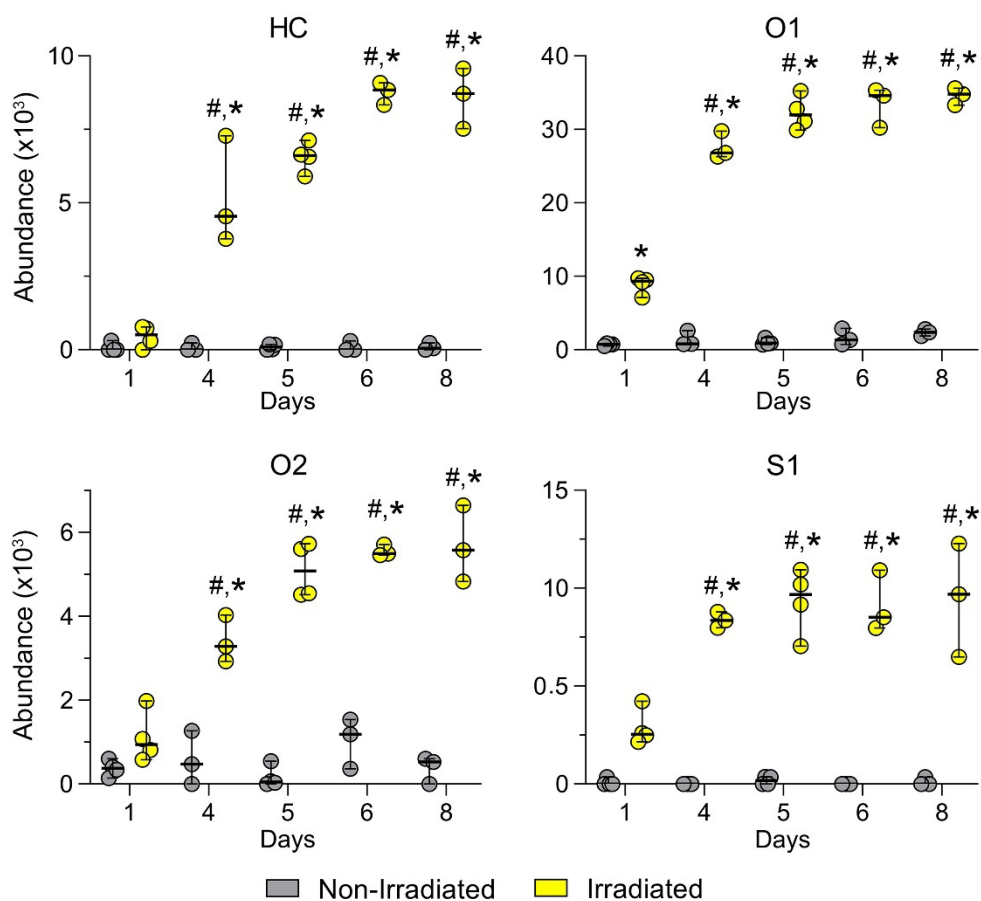 HC
#,*
#,*
#,*
#,*
Abundance (x10³)
10
5
0
1 4 5 6 8
Days
O1
*
#,*
#,*
#,*
#,*
40
30
20
10
0
1 4 5 6 8
Days
O2
#,*
#,*
#,*
#,*
Abundance (x10³)
6
4
2
0
1 4 5 6 8
Days
S1
#,*
#,*
#,*
#,*
15
10
0.5
0
1 4 5 6 8
Days
Non-Irradiated Irradiated